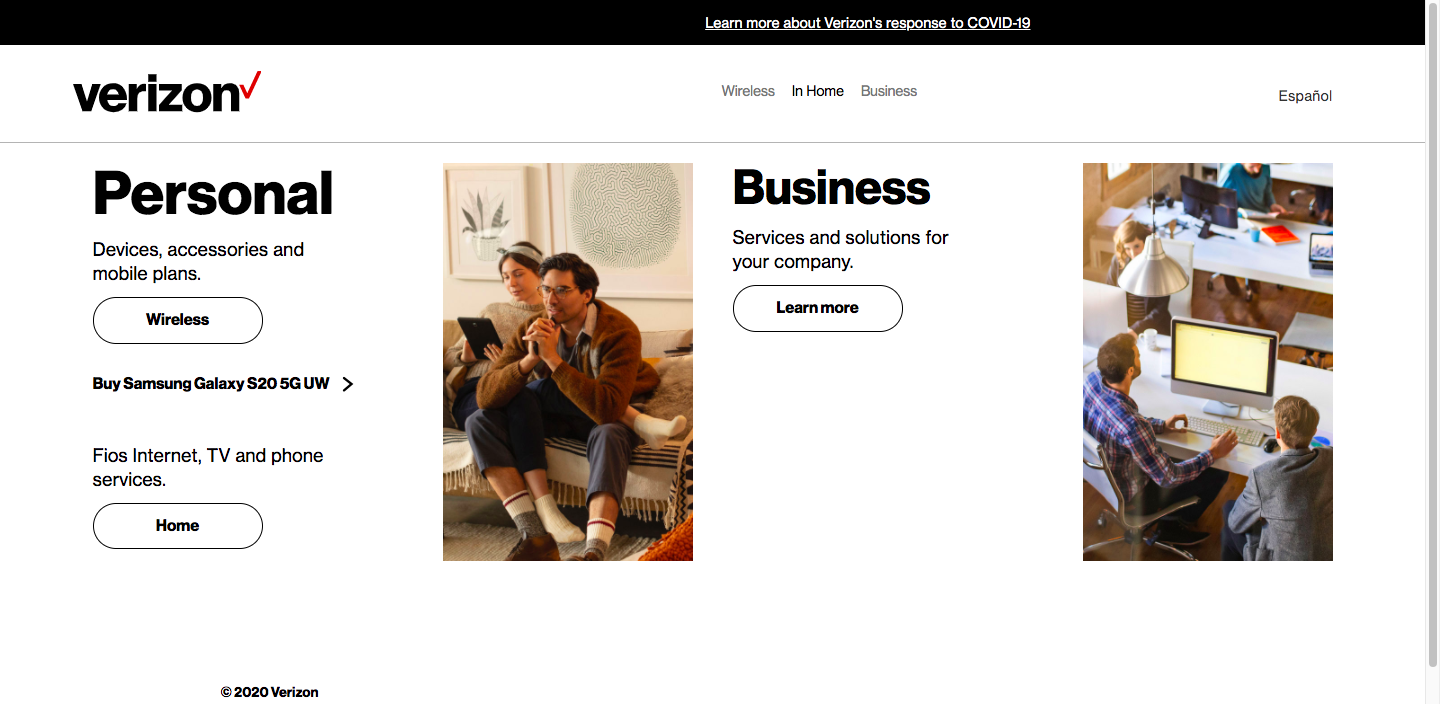 Learn more about Verizon's response to COVID-19
verizon
Wireless In Home Business
Español
Personal
Devices, accessories and
mobile plans.
Wireless
Buy Samsung Galaxy S20 5G UW
Fios Internet, TV and phone
services.
Home
Business
Services and solutions for
your company.
Learn more
© 2020 Verizon